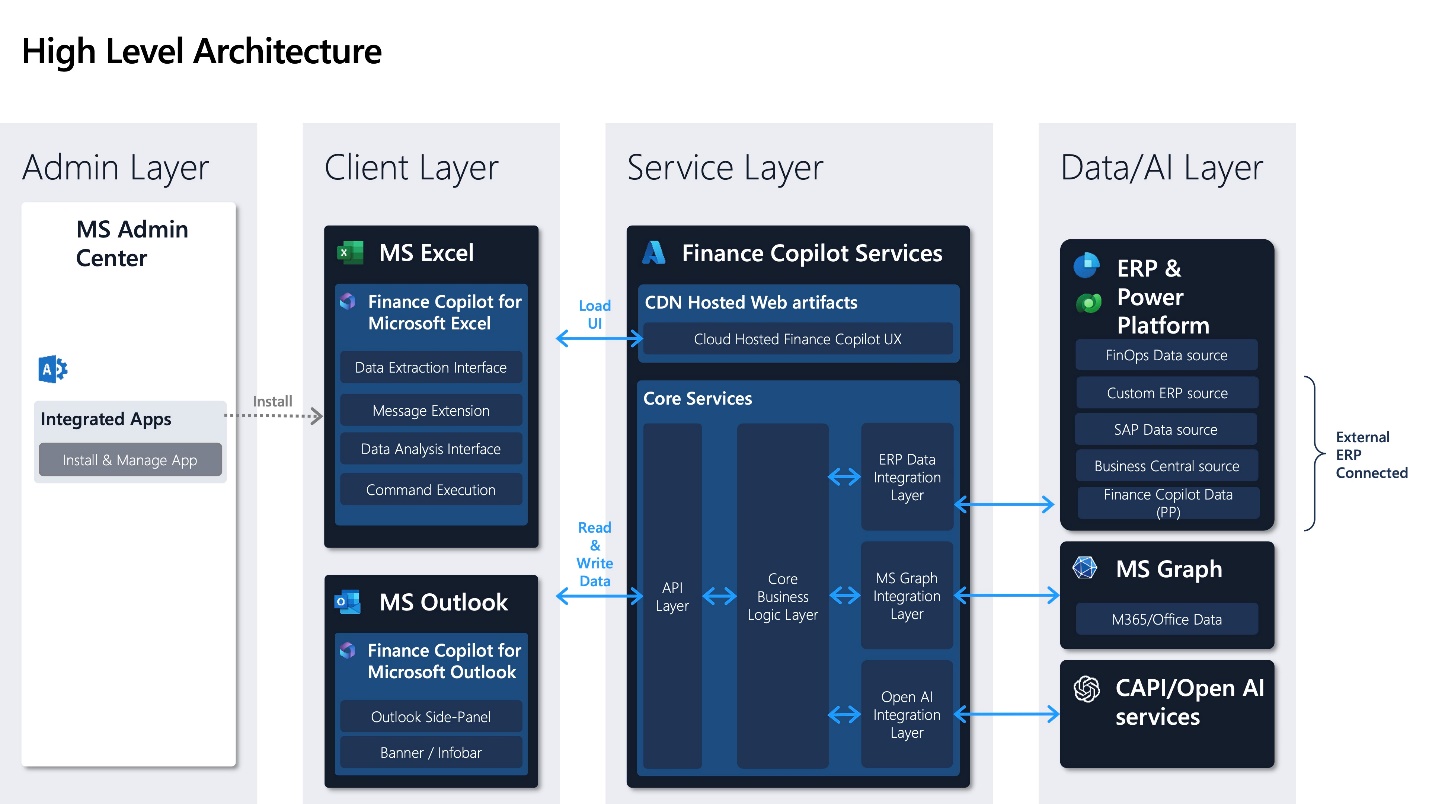 High Level Architecture
Admin Layer
MS Admin
Center
Integrated Apps
Install & Manage App
Install
Client Layer
MS Excel
Finance Copilot for
Microsoft Excel
Data Extraction Interface
Message Extension
Data Analysis Interface
Command Execution
MS Outlook
Finance Copilot for
Microsoft Outlook
Outlook Side-Panel
Banner / Infobar
Load
UI
Read
&
Write
Data
Service Layer
Finance Copilot Services
CDN Hosted Web artifacts
Cloud Hosted Finance Copilot UX
Core Services
API
Layer
Core
Business
Logic Layer
ERP Data
Integration
Layer
MS Graph
Integration
Layer
Open AI
Integration
Layer
Data/AI Layer
ERP &
Power
Platform
FinOps Data source
Custom ERP source
SAP Data source
Business Central source
Finance Copilot Data
(PP)
MS Graph
M365/Office Data
CAPI/Open AI
services
External
ERP
Connected